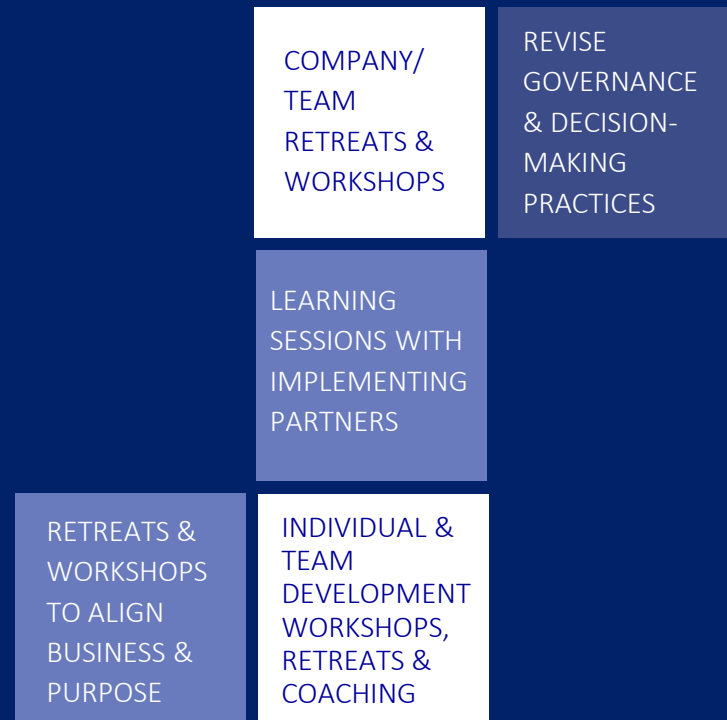 COMPANY/
TEAM
RETREATS &
WORKSHOPS
REVISE
GOVERNANCE
& DECISION-
MAKING
PRACTICES
LEARNING
SESSIONS WITH
IMPLEMENTING
PARTNERS
RETREATS &
WORKSHOPS
TO ALIGN
BUSINESS &
PURPOSE
INDIVIDUAL &
TEAM
DEVELOPMENT
WORKSHOPS,
RETREATS &
COACHING